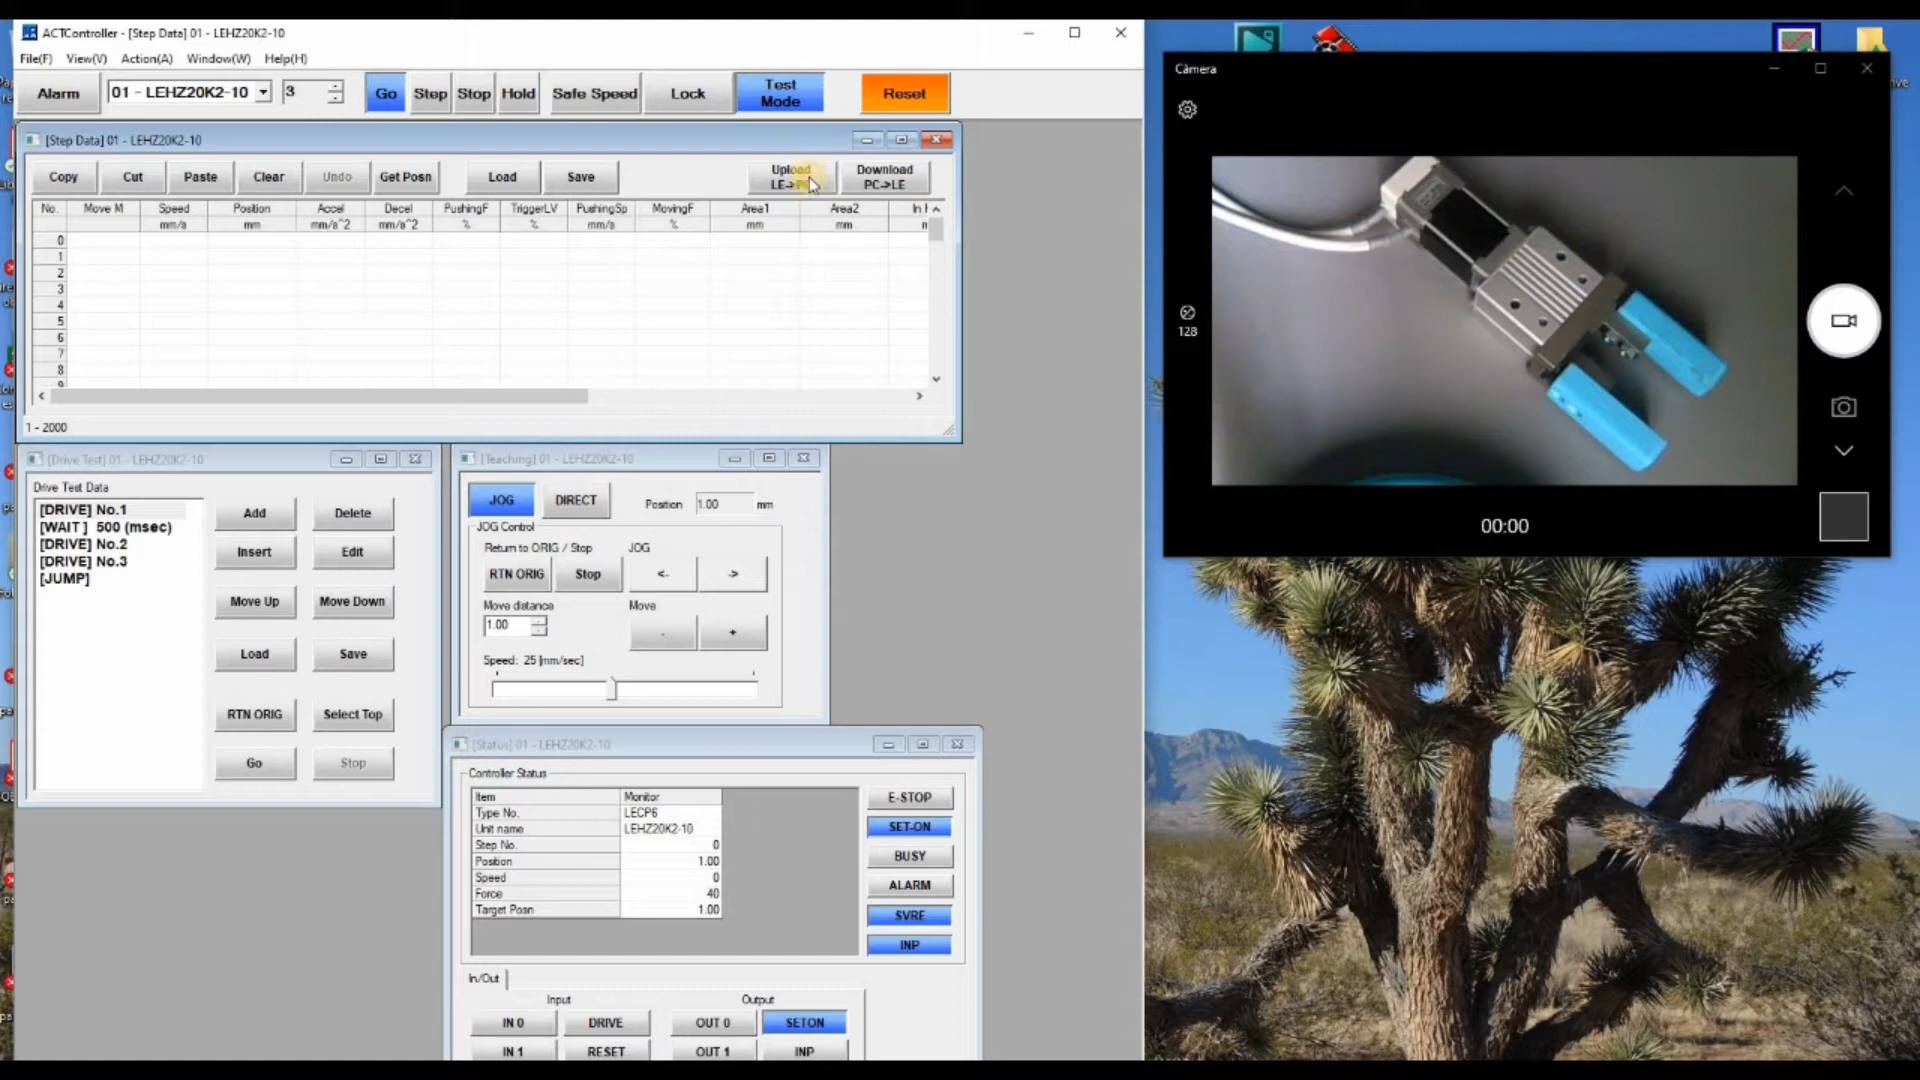 ACTController - [Step Data] 01 - LEHZ20K2-10
File(F) View(V) Action(A) Window(W) Help(H)
Alarm 01 - LEHZ20K2-10 3 Go Step Stop Hold Safe Speed Lock Test Mode Reset
[Step Data] 01 - LEHZ20K2-10
Copy Cut Paste Clear Undo Get Posn Load Save Upload LE->PC Download PC->LE
No. Move M Speed Position Accel Decel PushingF TriggerLV PushingSp MovingF Area1 Area2
mm/s mm mm/s^2 mm/s^2 % % mm/s % mm mm
0
1
2
3
4
5
6
7
8
9
1 - 2000
[Drive Test] 01 - LEHZ20K2-10
Drive Test Data
[DRIVE] No.1
[WAIT ] 500 (msec)
[DRIVE] No.2
[DRIVE] No.3
[JUMP]
Add Delete
Insert Edit
Move Up Move Down
Load Save
RTN ORIG Select Top
Go Stop
[Teaching] 01 - LEHZ20K2-10
JOG DIRECT Position 1.00 mm
JOG Control
Return to ORIG / Stop JOG
RTN ORIG Stop <- ->
Move distance Move
1.00 - +
Speed: 25 [mm/sec]
[Status] 01 - LEHZ20K2-10
Controller Status
Item Monitor
Type No. LECP6
Unit name LEHZ20K2-10
Step No. 0
Position 1.00
Speed 0
Force 40
Target Posn 1.00
E-STOP
SET-ON
BUSY
ALARM
SVRE
INP
In/Out
Input Output
IN 0 DRIVE OUT 0 SETON
IN 1 RESET OUT 1 INP
Câmera
128
00:00